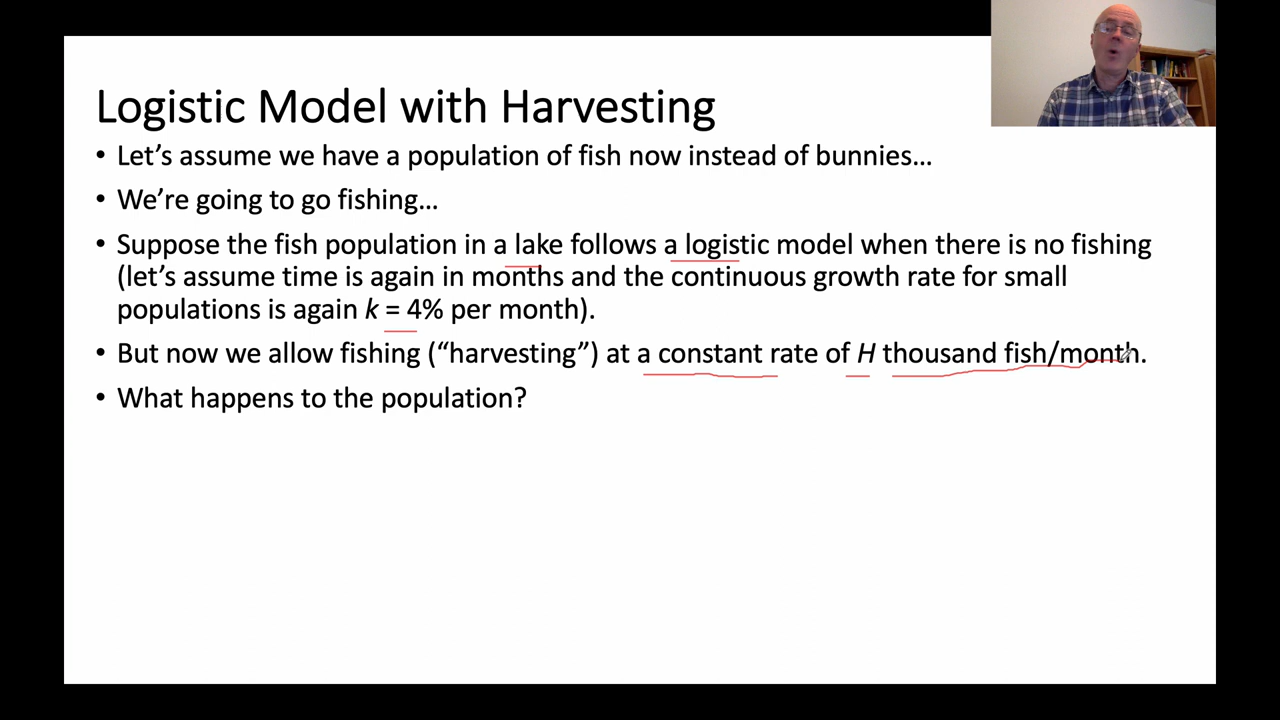 Logistic Model with Harvesting
• Let’s assume we have a population of fish now instead of bunnies…
• We’re going to go fishing…
• Suppose the fish population in a lake follows a logistic model when there is no fishing
(let’s assume time is again in months and the continuous growth rate for small
populations is again k = 4% per month).
• But now we allow fishing (“harvesting”) at a constant rate of H thousand fish/month.
• What happens to the population?